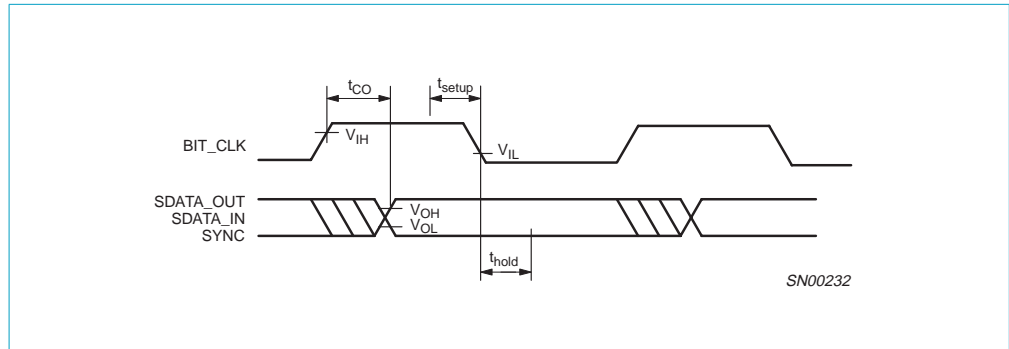 tCO
tsetup
BIT_CLK
VIH
VIL
SDATA_OUT
SDATA_IN
SYNC
VOH
VOL
thold
SN00232